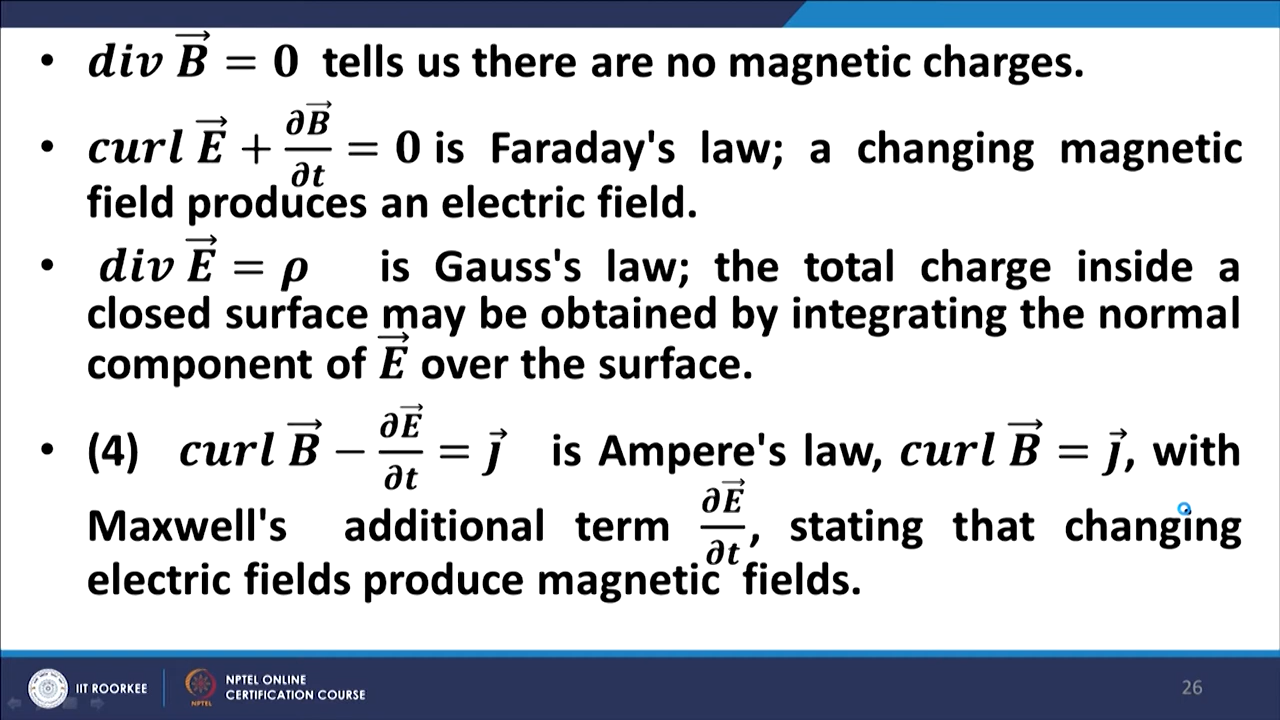 • div B⃗ = 0 tells us there are no magnetic charges.
• curl E⃗ + ∂B⃗/∂t = 0 is Faraday's law; a changing magnetic
field produces an electric field.
• div E⃗ = ρ is Gauss's law; the total charge inside a
closed surface may be obtained by integrating the normal
component of E⃗ over the surface.
• (4) curl B⃗ − ∂E⃗/∂t = j⃗ is Ampere's law, curl B⃗ = j⃗, with
Maxwell's additional term ∂E⃗/∂t, stating that changing
electric fields produce magnetic fields.
IIT ROORKEE
NPTEL
NPTEL ONLINE
CERTIFICATION COURSE
26